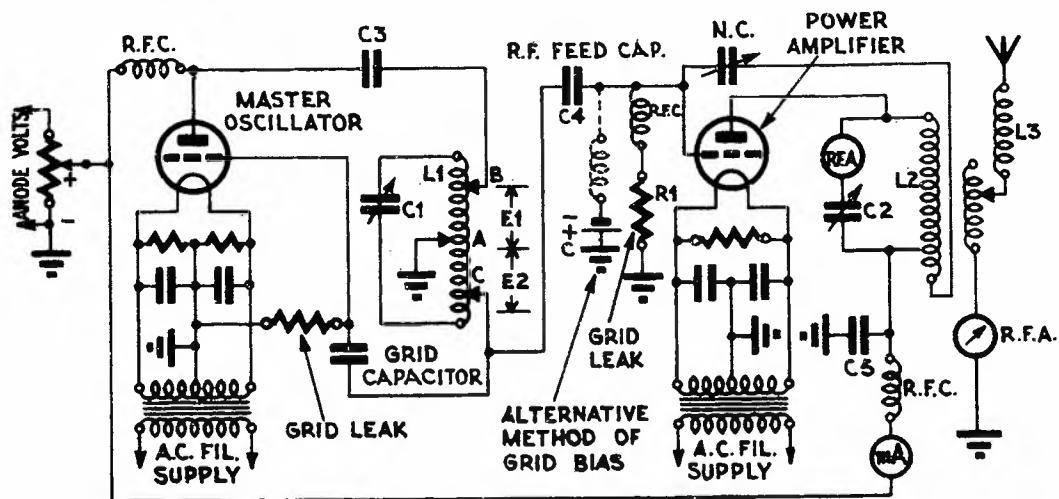 R.F.C.
C3
MASTER
OSCILLATOR
ANODE VOLTS
+
-
L1
B
C1
E1
A
C
E2
GRID
CAPACITOR
GRID LEAK
A.C. FIL.
SUPPLY
R.F. FEED CAP.
C4
N.C.
POWER
AMPLIFIER
R.F.C.
R1
-
+
C
GRID
LEAK
ALTERNATIVE
METHOD OF
GRID BIAS
A.C. FIL.
SUPPLY
RFA
C2
L2
L3
C5
R.F.C.
mA
R.F.A.